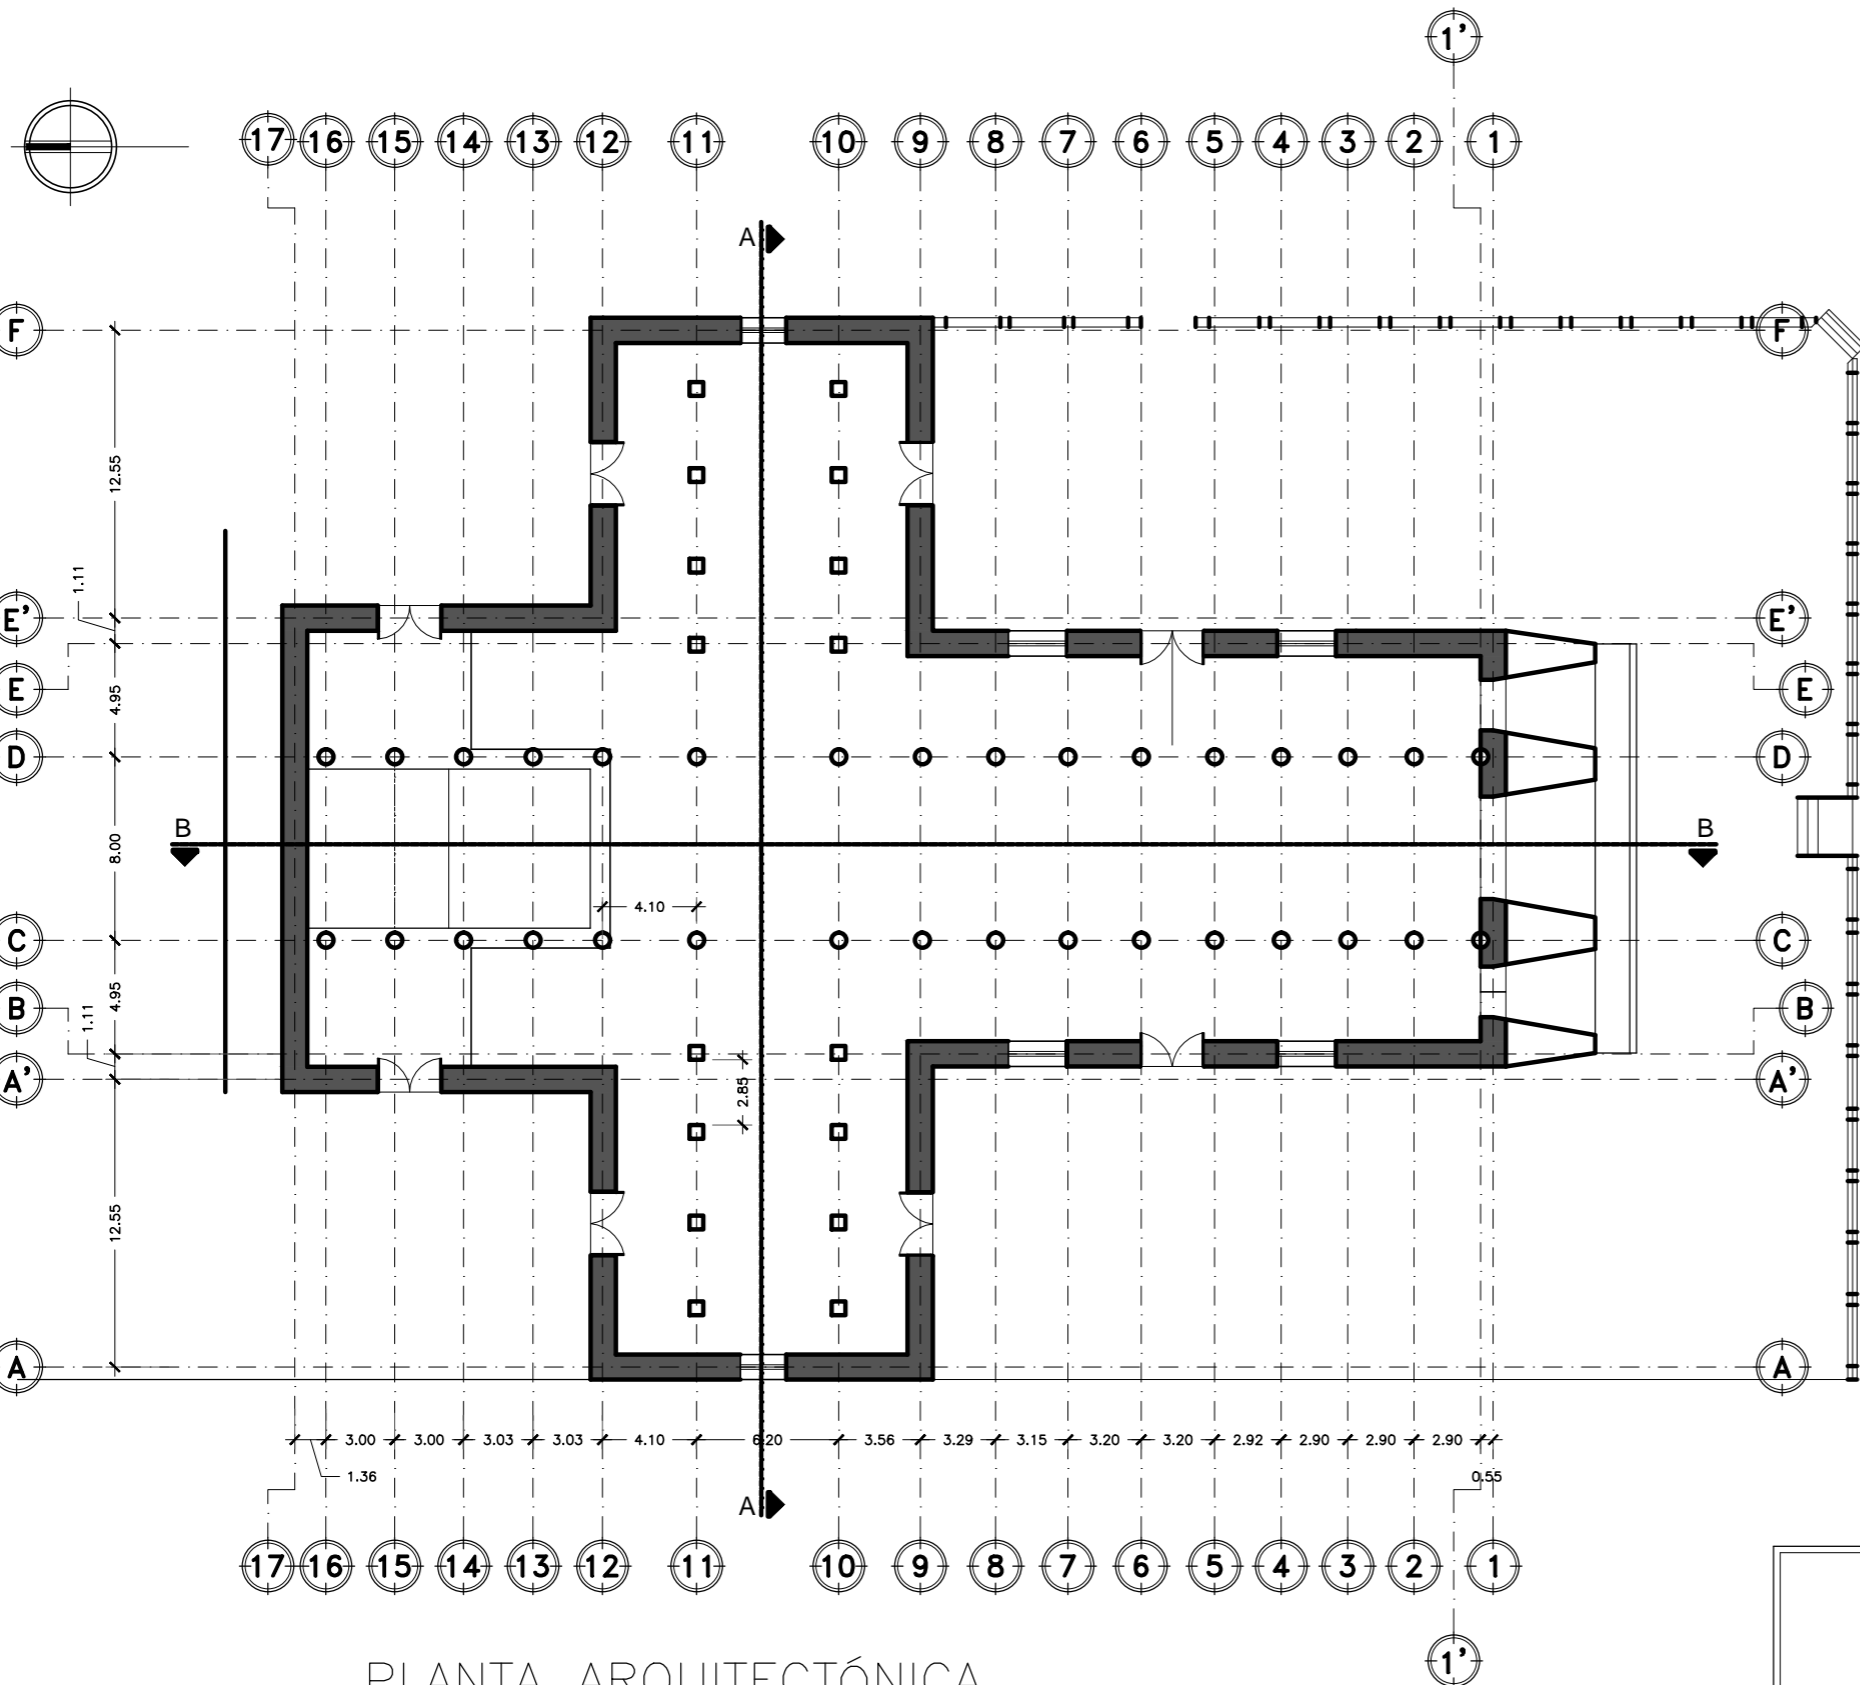 1'
17 16 15 14 13 12 11 10 9 8 7 6 5 4 3 2 1
A
F F
12.55
1.11
E' E'
E E
4.95
D D
B B
8.00
4.10
C C
4.95
B B
1.11
A' A'
2.85
12.55
A A
3.00 3.00 3.03 3.03 4.10 6.20 3.56 3.29 3.15 3.20 3.20 2.92 2.90 2.90 2.90
1.36 0.55
A
17 16 15 14 13 12 11 10 9 8 7 6 5 4 3 2 1
1'
PLANTA ARQUITECTÓNICA